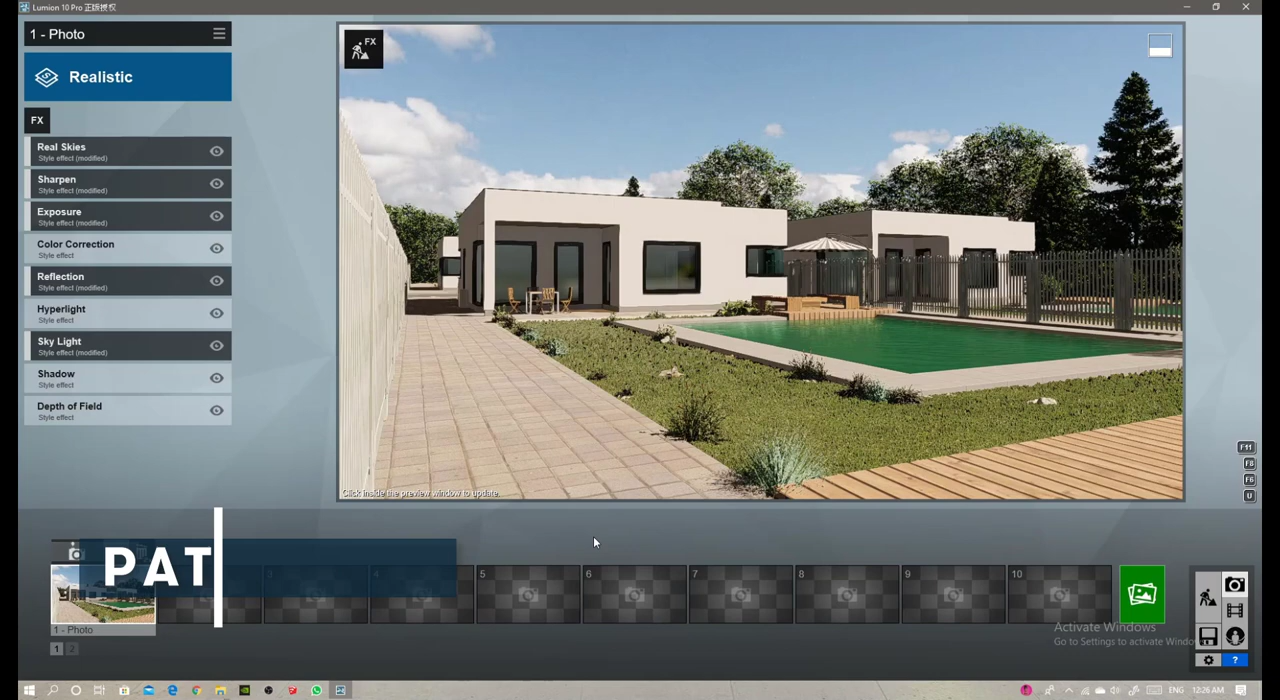 Lumion 10 Pro 正版授权
1 - Photo
Realistic
FX
Real Skies
Style effect (modified)
Sharpen
Style effect (modified)
Exposure
Style effect (modified)
Color Correction
Style effect
Reflection
Style effect (modified)
Hyperlight
Style effect
Sky Light
Style effect (modified)
Shadow
Style effect
Depth of Field
Style effect
FX
Click inside the preview window to update.
F11
F8
F6
U
PAT
3
4
5
6
7
8
9
10
1 - Photo
1
2
Activate Windows
Go to Settings to activate Windows
?
ENG
12:26 AM